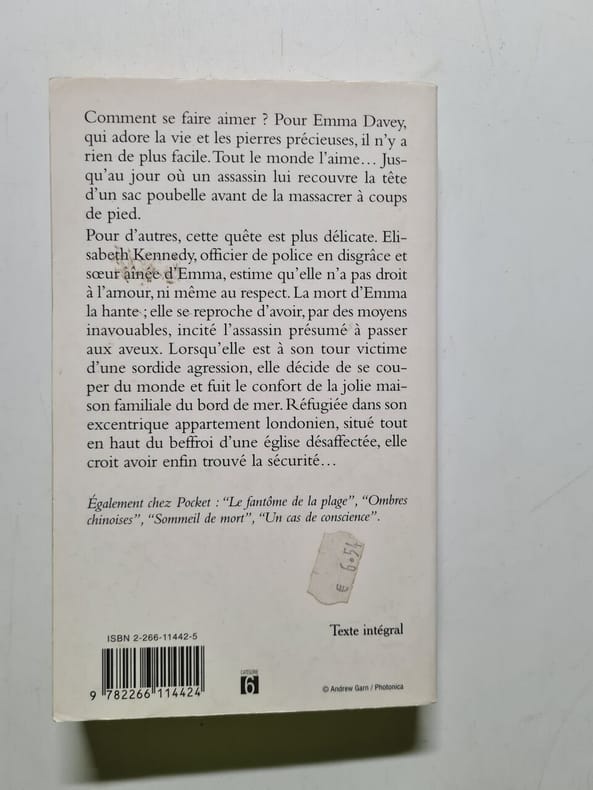 Comment se faire aimer ? Pour Emma Davey,
qui adore la vie et les pierres précieuses, il n'y a
rien de plus facile. Tout le monde l'aime… Jus-
qu'au jour où un assassin lui recouvre la tête
d'un sac poubelle avant de la massacrer à coups
de pied.
Pour d'autres, cette quête est plus délicate. Eli-
sabeth Kennedy, officier de police en disgrâce et
sœur aînée d'Emma, estime qu'elle n'a pas droit
à l'amour, ni même au respect. La mort d'Emma
la hante ; elle se reproche d'avoir, par des moyens
inavouables, incité l'assassin présumé à passer
aux aveux. Lorsqu'elle est à son tour victime
d'une sordide agression, elle décide de se cou-
per du monde et fuit le confort de la jolie mai-
son familiale du bord de mer. Réfugiée dans son
excentrique appartement londonien, situé tout
en haut du beffroi d'une église désaffectée, elle
croit avoir enfin trouvé la sécurité…
Également chez Pocket : “Le fantôme de la plage”, “Ombres
chinoises”, “Sommeil de mort”, “Un cas de conscience”.
€ 6.54
Texte intégral
ISBN 2-266-11442-5
9 782266 114424
CATÉGORIE
6
© Andrew Garn / Photonica